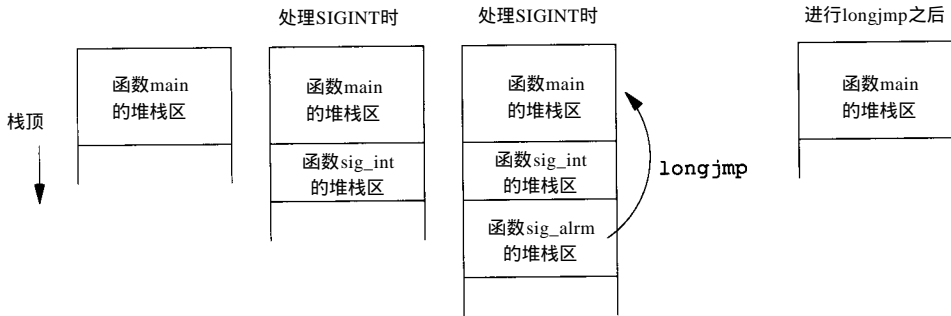 处理SIGINT时
处理SIGINT时
进行longjmp之后
栈顶
函数main
的堆栈区
函数main
的堆栈区
函数sig_int
的堆栈区
函数main
的堆栈区
函数sig_int
的堆栈区
函数sig_alrm
的堆栈区
longjmp
函数main
的堆栈区